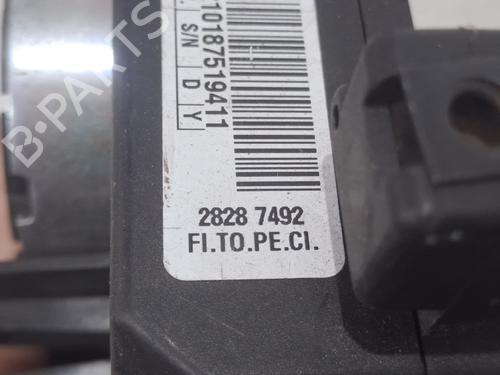 10187519411
S/N D Y
2828 7492
FI.TO.PE.CI.
B-PARTS